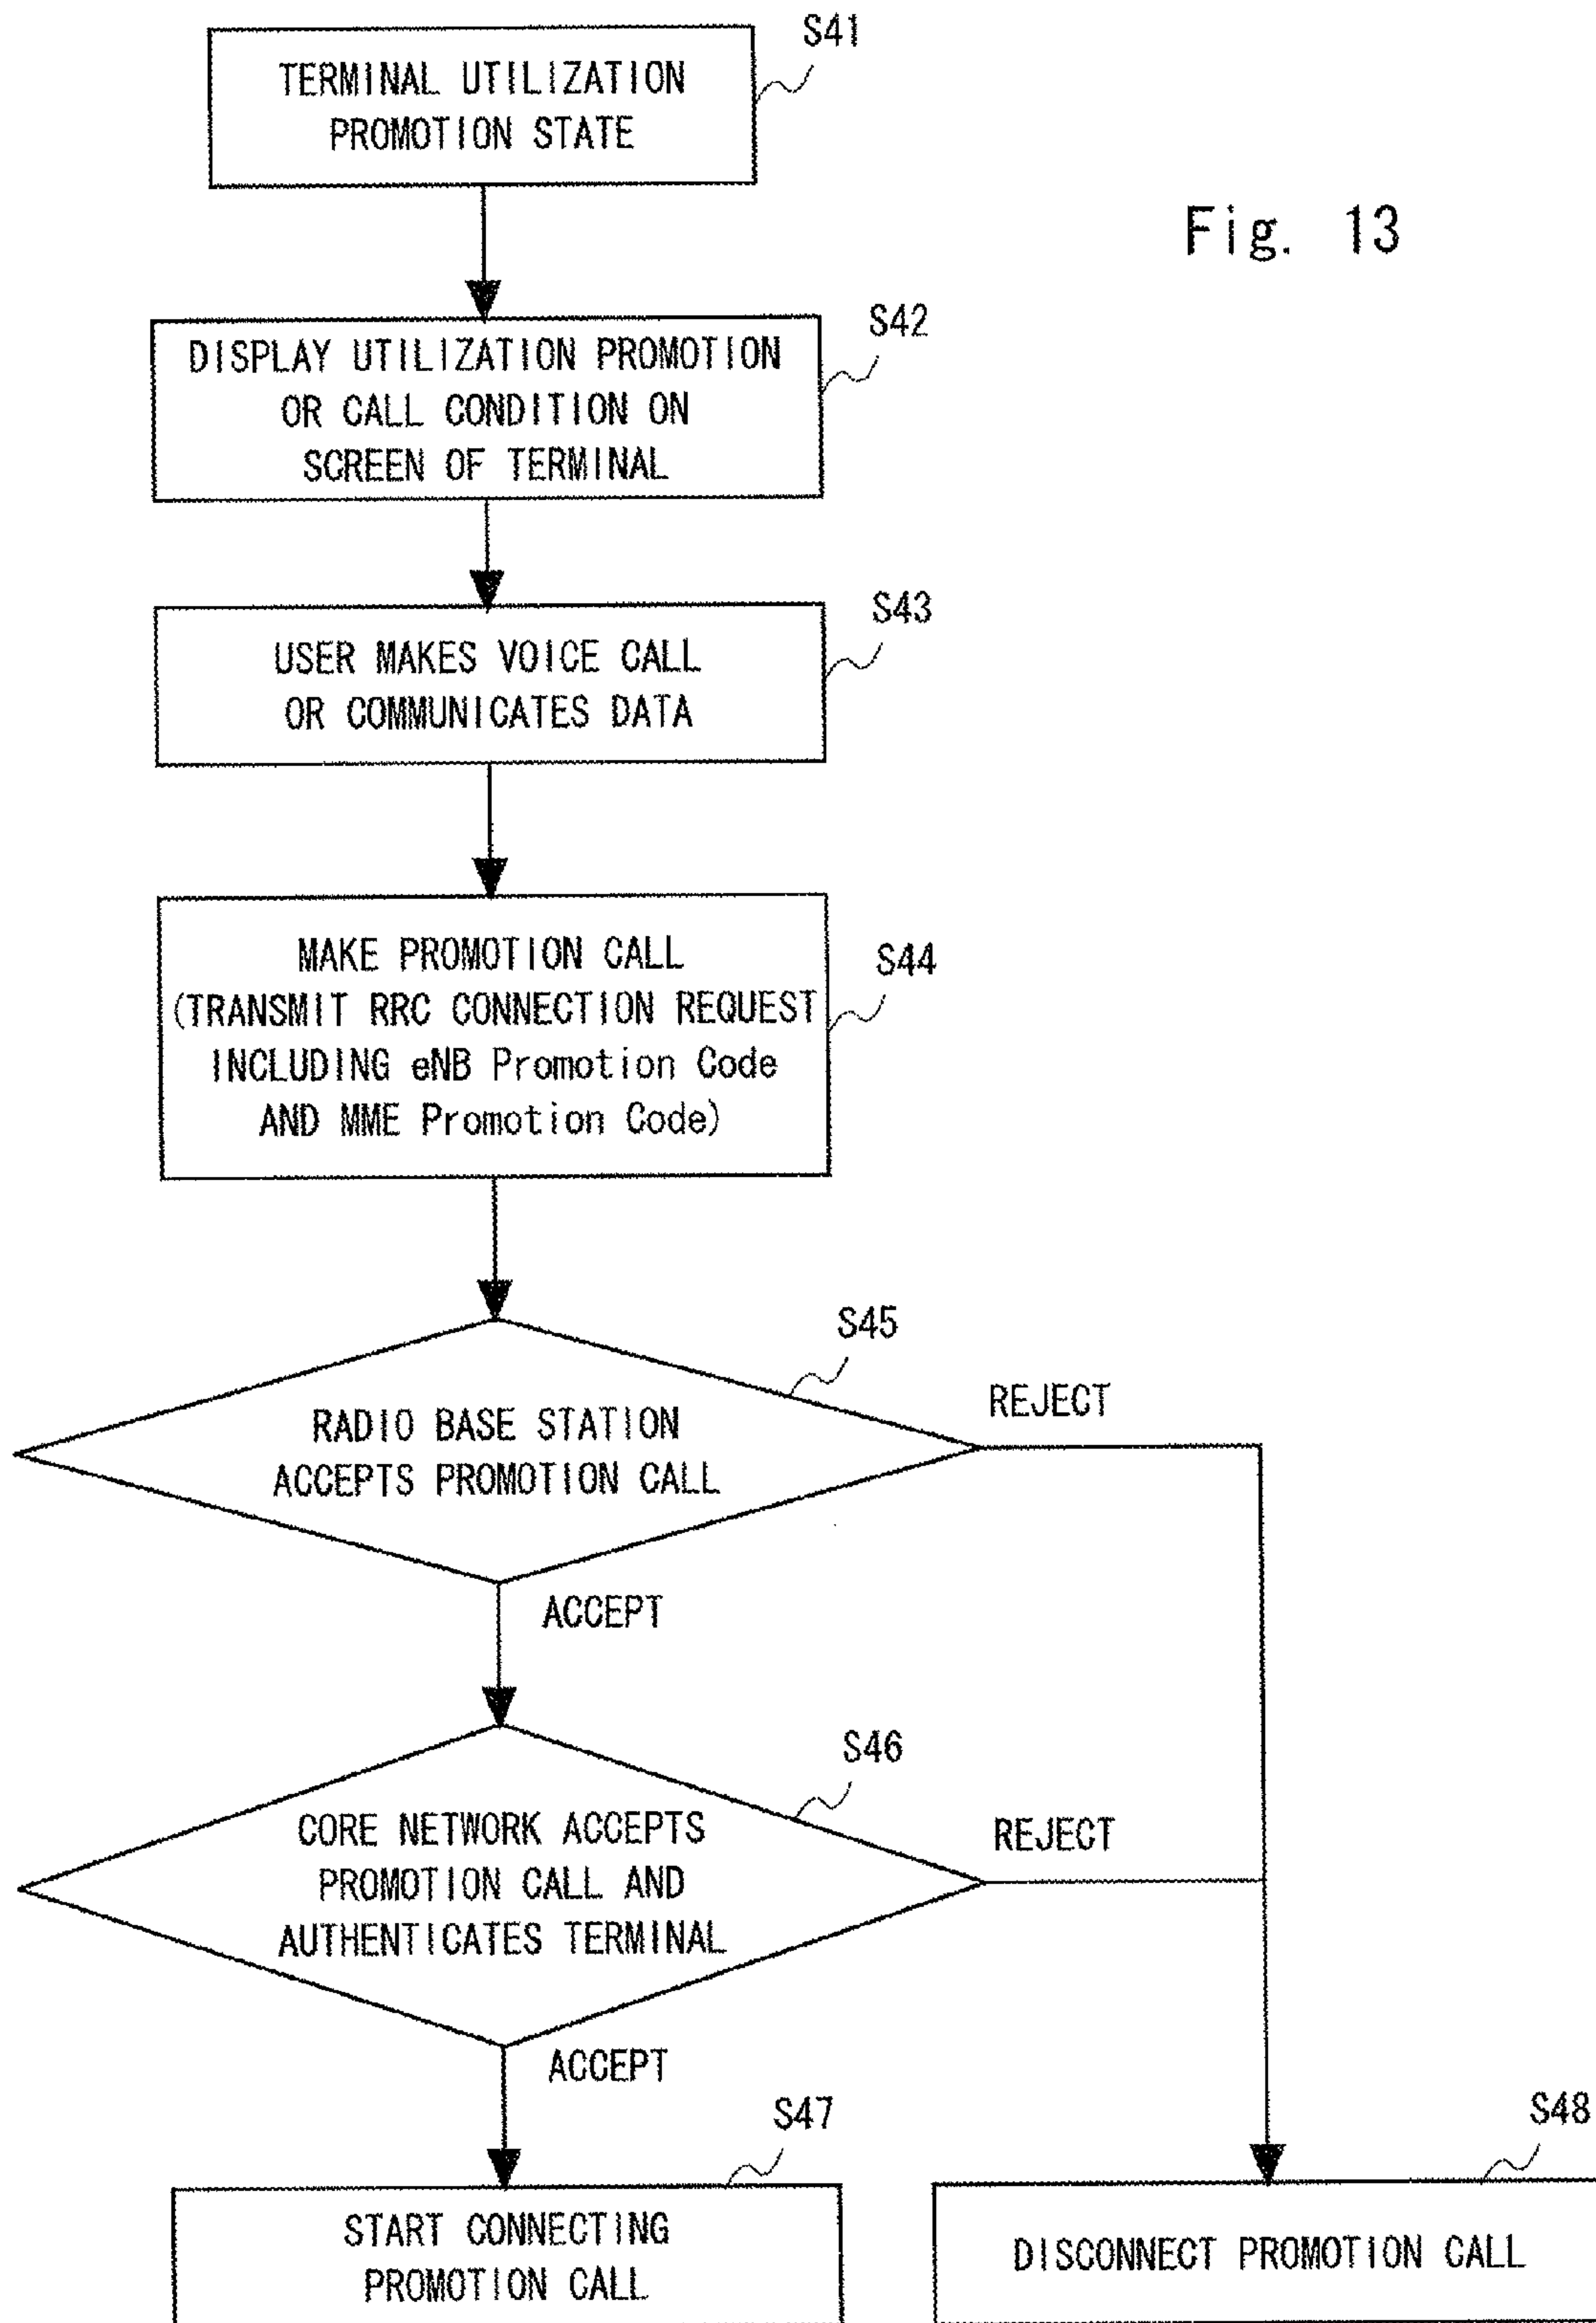 S41
TERMINAL UTILIZATION
PROMOTION STATE
Fig. 13
S42
DISPLAY UTILIZATION PROMOTION
OR CALL CONDITION ON
SCREEN OF TERMINAL
S43
USER MAKES VOICE CALL
OR COMMUNICATES DATA
S44
MAKE PROMOTION CALL
(TRANSMIT RRC CONNECTION REQUEST
INCLUDING eNB Promotion Code
AND MME Promotion Code)
S45
REJECT
RADIO BASE STATION
ACCEPTS PROMOTION CALL
ACCEPT
S46
REJECT
CORE NETWORK ACCEPTS
PROMOTION CALL AND
AUTHENTICATES TERMINAL
ACCEPT
S47
START CONNECTING
PROMOTION CALL
S48
DISCONNECT PROMOTION CALL